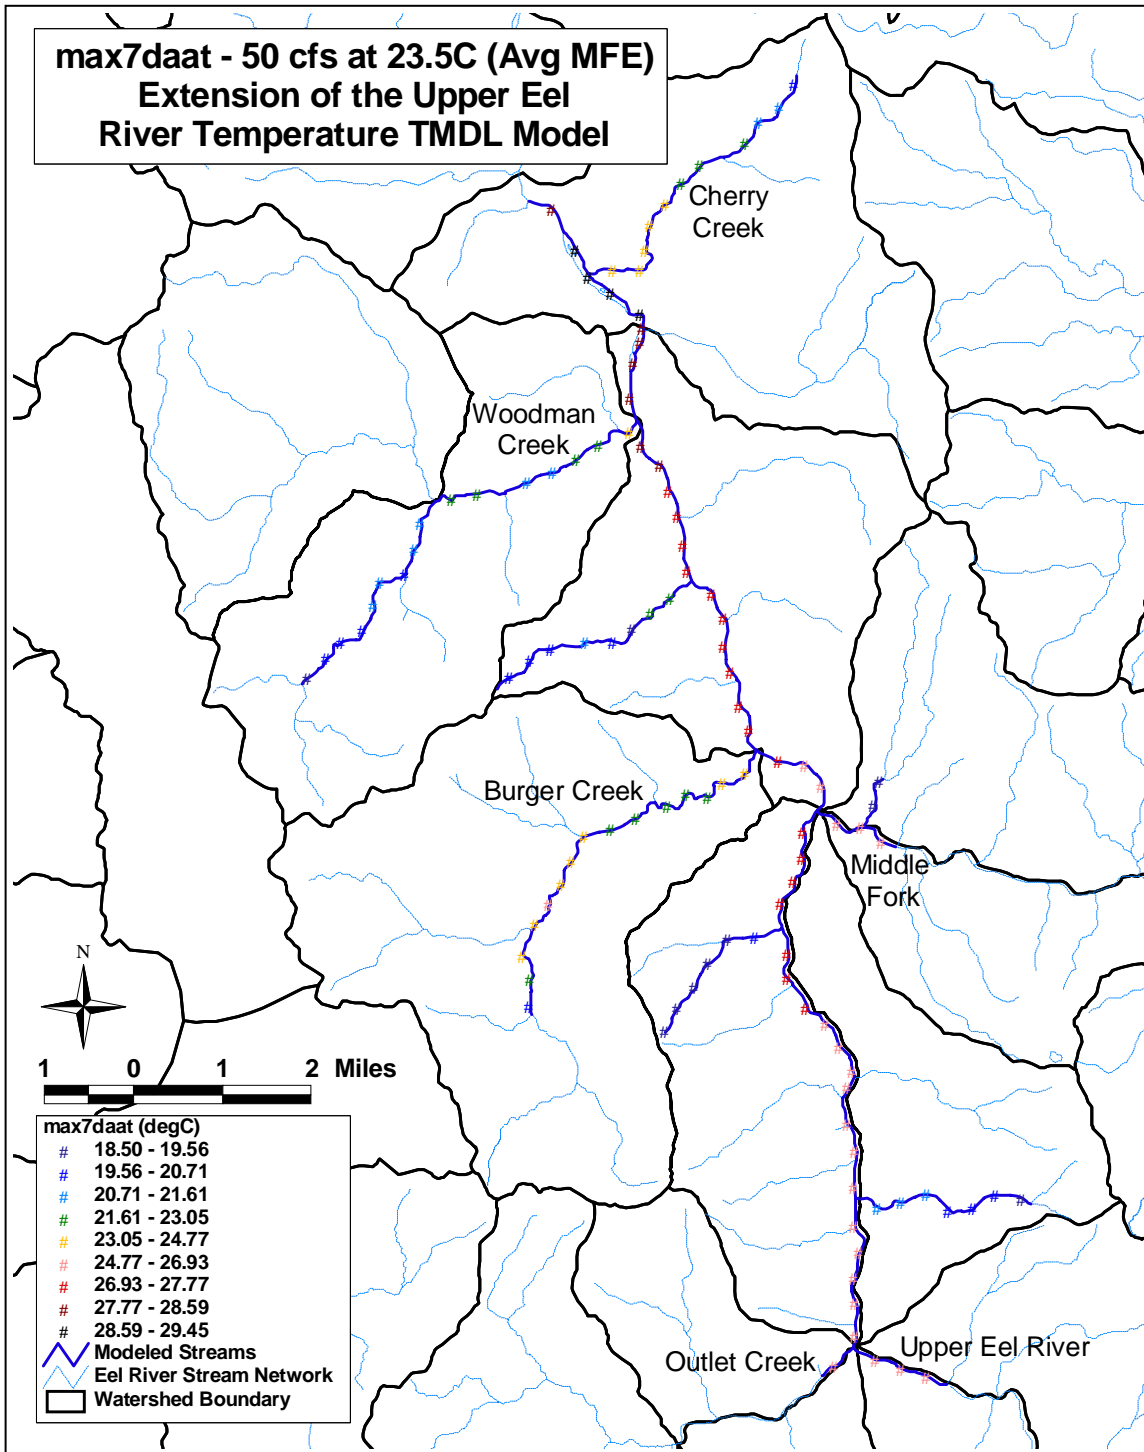 max7daat - 50 cfs at 23.5C (Avg MFE)
Extension of the Upper Eel
River Temperature TMDL Model
Cherry
Creek
Woodman
Creek
Burger Creek
Middle
Fork
N
1 0 1 2 Miles
max7daat (degC)
# 18.50 - 19.56
# 19.56 - 20.71
# 20.71 - 21.61
# 21.61 - 23.05
# 23.05 - 24.77
# 24.77 - 26.93
# 26.93 - 27.77
# 27.77 - 28.59
# 28.59 - 29.45
Modeled Streams
Eel River Stream Network
Watershed Boundary
Outlet Creek
Upper Eel River